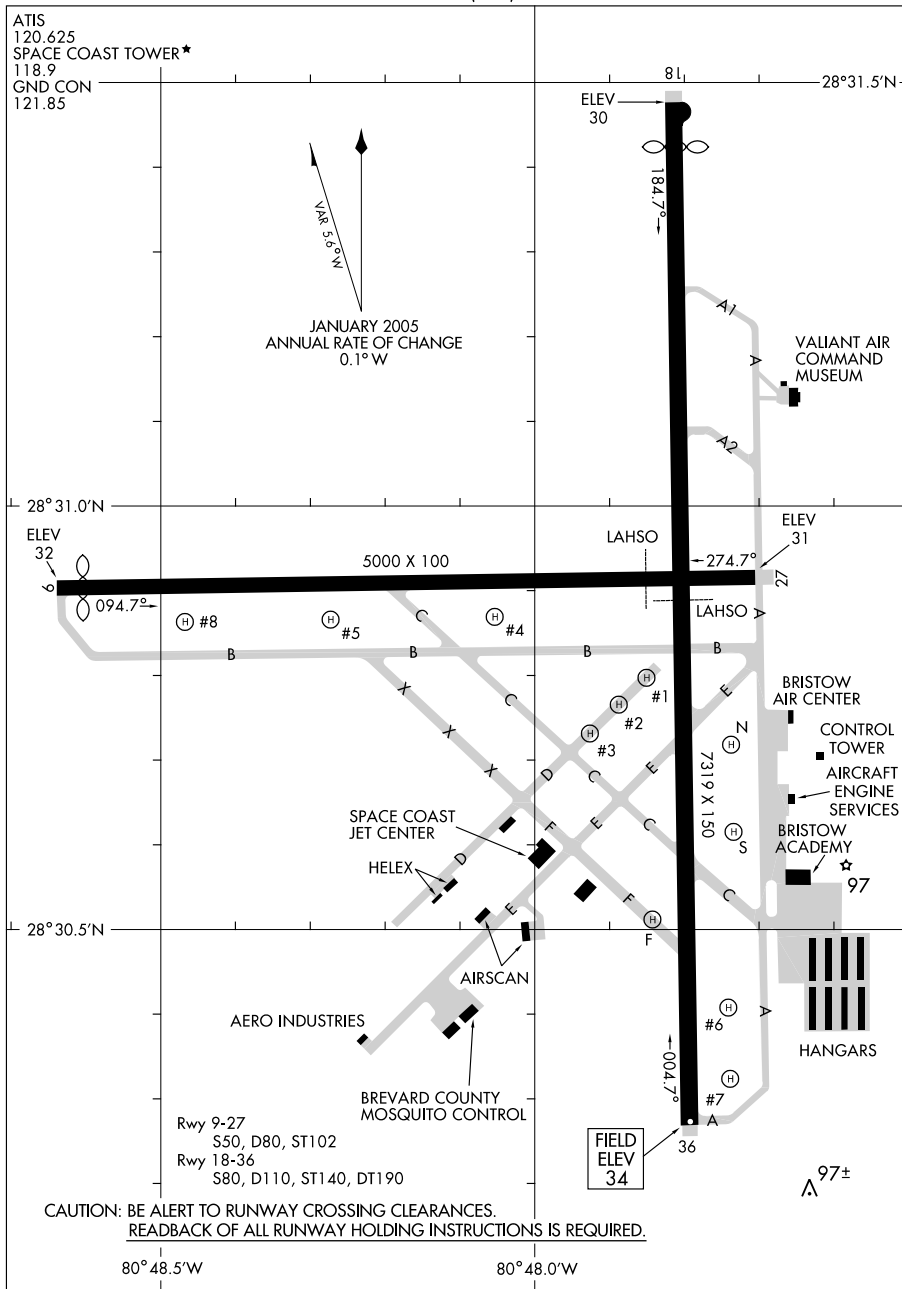 ATIS
120.625
SPACE COAST TOWER★
118.9
GND CON
121.85
18
28°31.5'N
ELEV
30
184.7°
VAR 5.6°W
JANUARY 2005
ANNUAL RATE OF CHANGE
0.1° W
A1
A
VALIANT AIR
COMMAND
MUSEUM
A2
28°31.0'N
ELEV
32
5000 X 100
LAHSO
274.7°
ELEV
31
9
27
094.7°
LAHSO
A
H #8
H #5
H #4
C
B
B
B
B
X
X
X
C
H #1
H #2
H #3
E
BRISTOW
AIR CENTER
N
H
CONTROL
TOWER
7319 X 150
D
C
E
AIRCRAFT
ENGINE
SERVICES
SPACE COAST
JET CENTER
F
E
C
H
S
BRISTOW
ACADEMY
HELEX
D
97
E
F
C
28°30.5'N
H
F
AIRSCAN
AERO INDUSTRIES
H
#6
A
HANGARS
004.7°
BREVARD COUNTY
MOSQUITO CONTROL
H
#7
A
Rwy 9-27
S50, D80, ST102
Rwy 18-36
S80, D110, ST140, DT190
FIELD
ELEV
34
36
97±
CAUTION: BE ALERT TO RUNWAY CROSSING CLEARANCES.
READBACK OF ALL RUNWAY HOLDING INSTRUCTIONS IS REQUIRED.
80°48.5'W
80°48.0'W